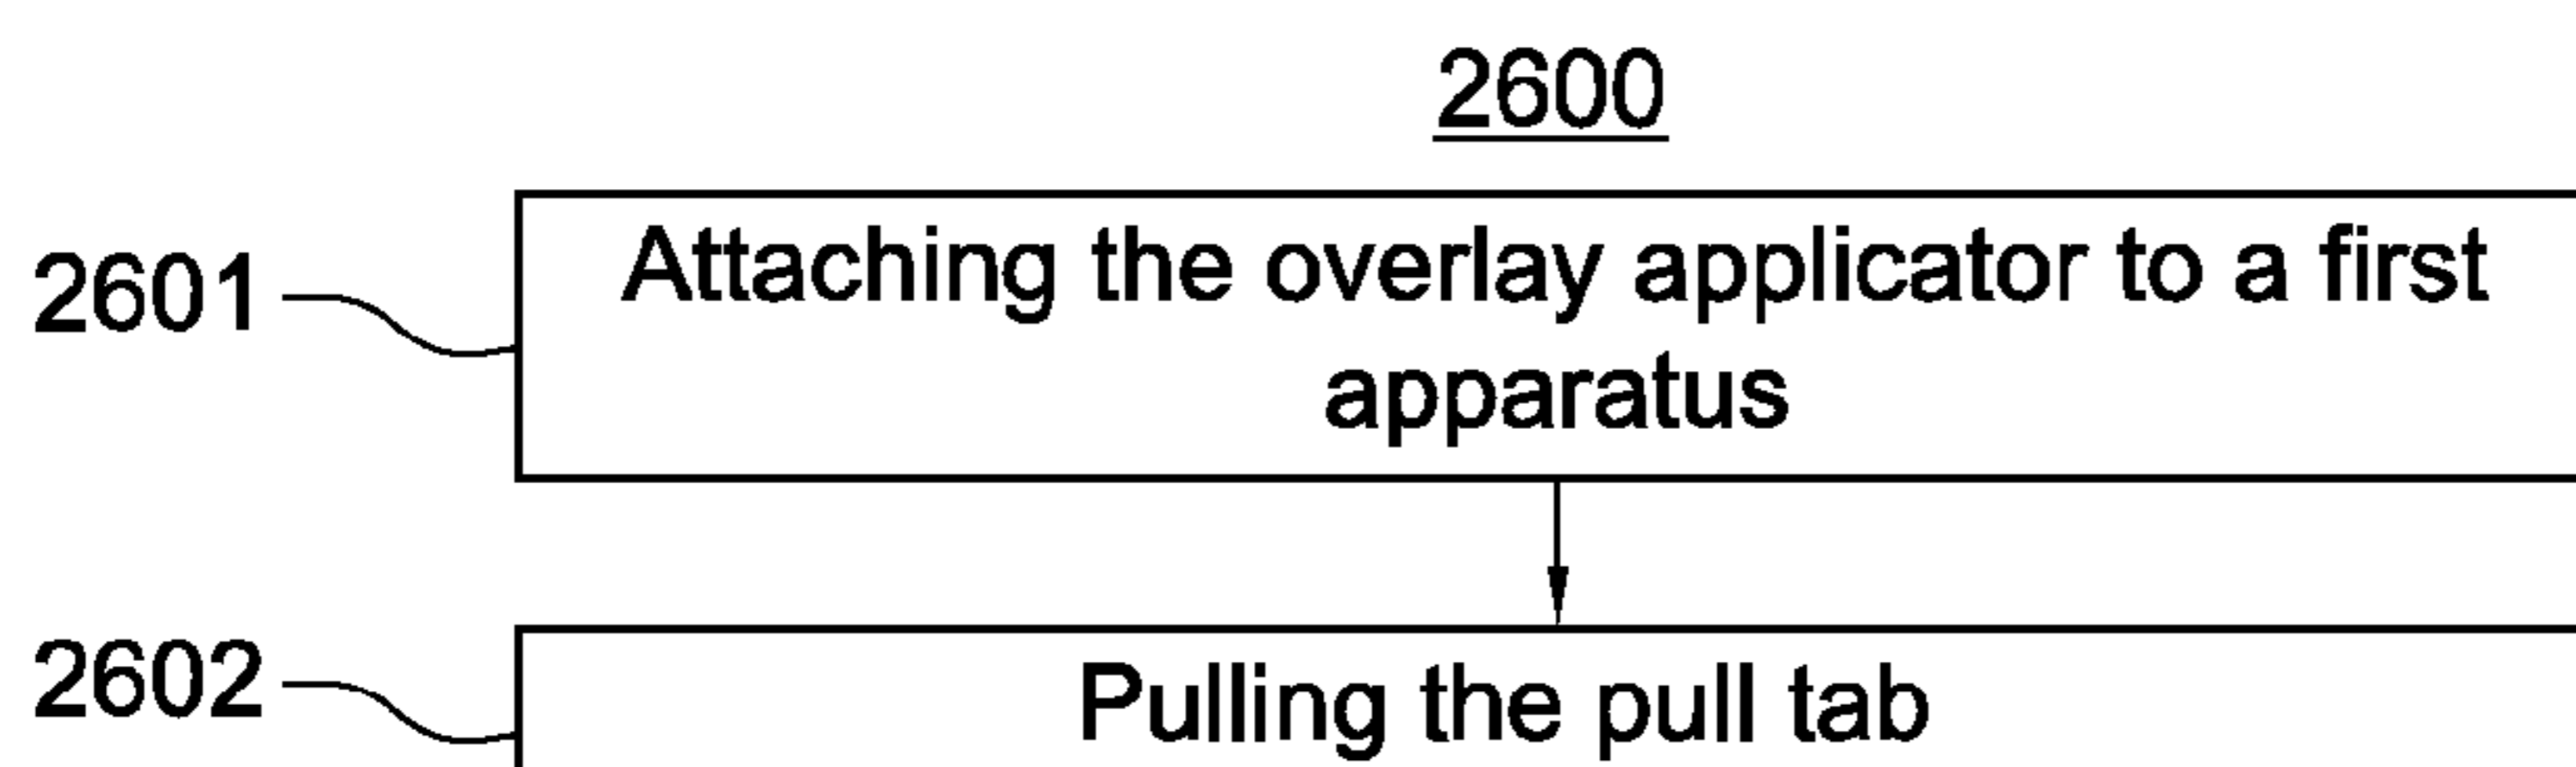 2600
2601
Attaching the overlay applicator to a first
apparatus
2602
Pulling the pull tab